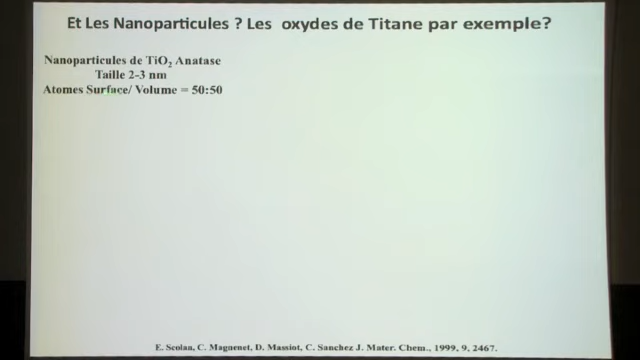 Et Les Nanoparticules ? Les oxydes de Titane par exemple?
Nanoparticules de TiO₂ Anatase
Taille 2-3 nm
Atomes Surface/ Volume = 50:50
E. Scolan, C. Magnenet, D. Massiot, C. Sanchez J. Mater. Chem., 1999, 9, 2467.